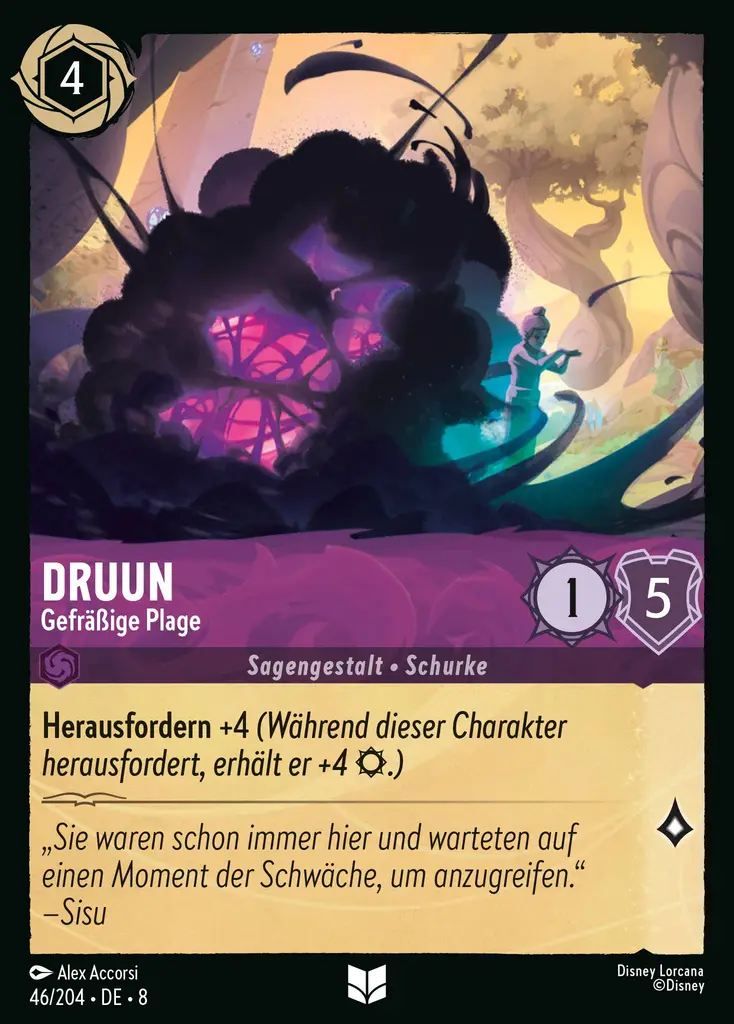 4
DRUUN
Gefräßige Plage
1
5
Sagengestalt • Schurke
Herausfordern +4 (Während dieser Charakter
herausfordert, erhält er +4 .)
„Sie waren schon immer hier und warteten auf
einen Moment der Schwäche, um anzugreifen.“
–Sisu
Alex Accorsi
46/204 • DE • 8
Disney Lorcana
©Disney